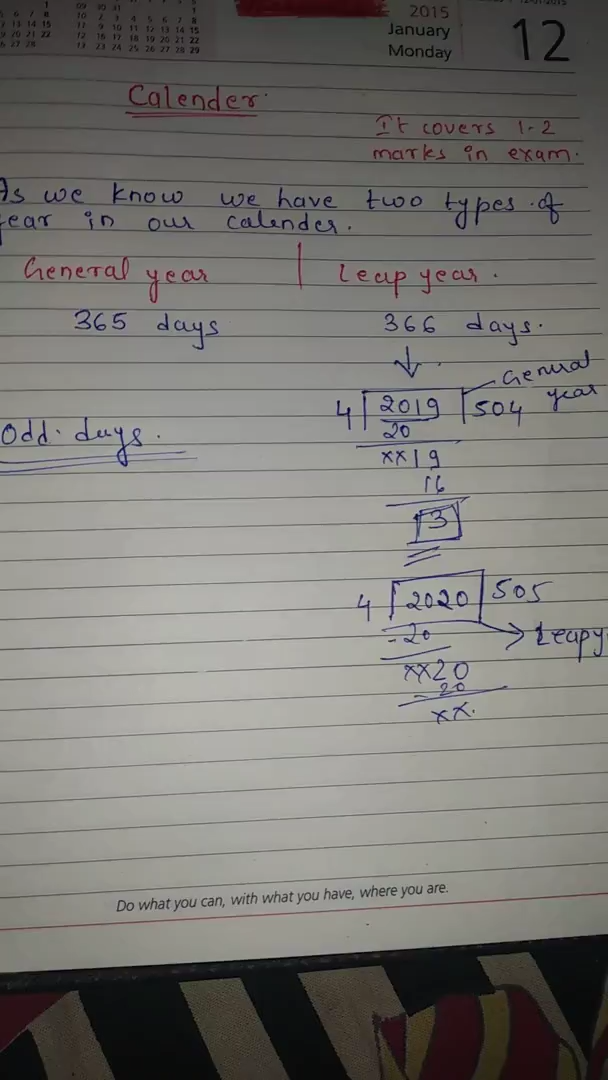 2015
January
Monday
12
Calender.
It covers 1-2
marks in exam.
As we know we have two types of
year in our calender.
General year
Leap year.
365 days
366 days.
General
year
4 2019 504
20
xx19
16
3
Odd. days.
4 2020 505
-20
Leapy
xx20
-20
xx.
Do what you can, with what you have, where you are.